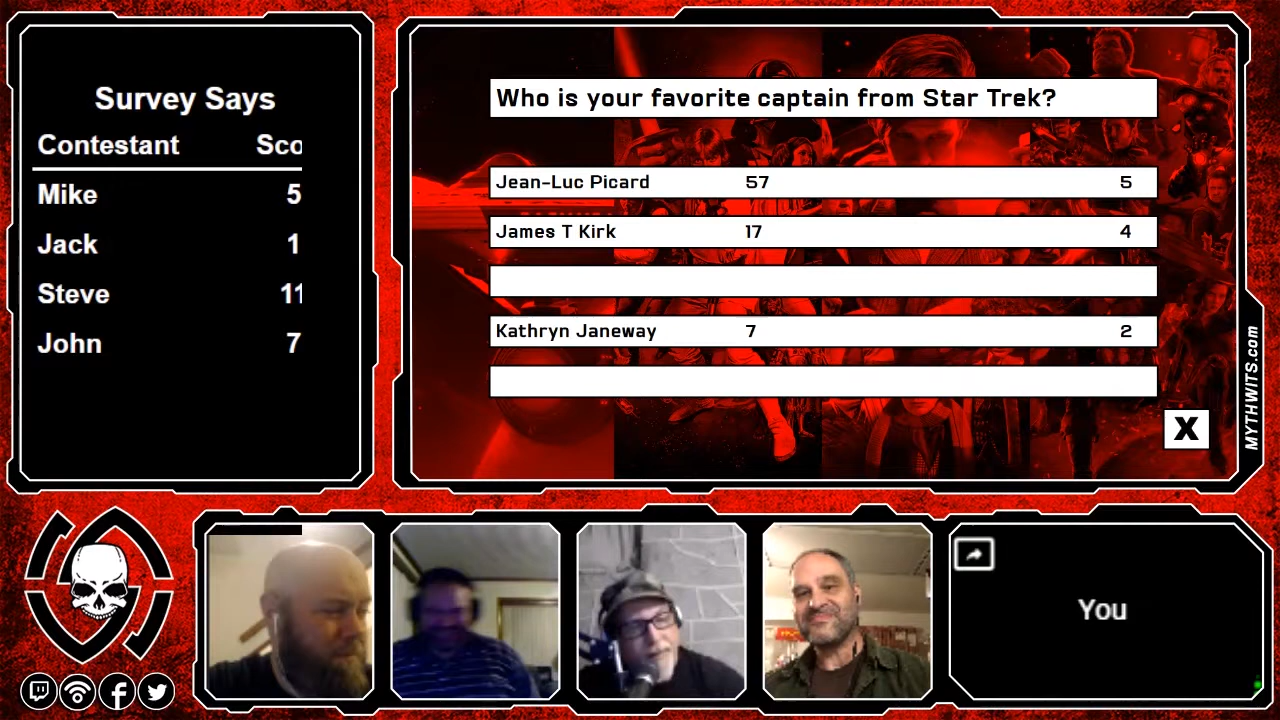 Survey Says
Contestant Sco
Mike 5
Jack 1
Steve 11
John 7
Who is your favorite captain from Star Trek?
Jean-Luc Picard 57 5
James T Kirk 17 4
Kathryn Janeway 7 2
X
MYTHWITS.com
You